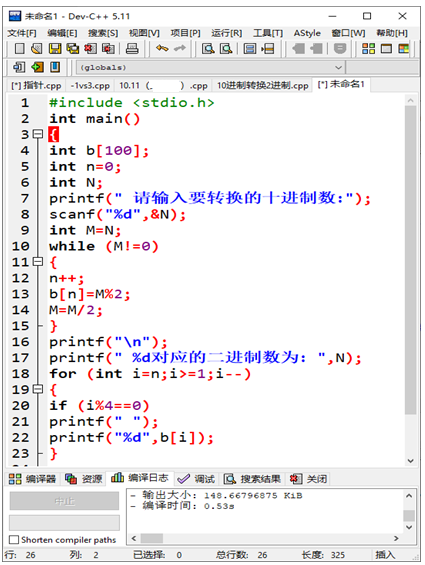 未命名1 - Dev-C++ 5.11
文件[F] 编辑[E] 搜索[S] 视图[V] 项目[P] 运行[R] 工具[T] AStyle 窗口[W] 帮助[H]
(globals)
[*] 指针.cpp -1vs3.cpp 10.11（. ）.cpp 10进制转换2进制.cpp [*] 未命名1
1 #include <stdio.h>
2 int main()
3 {
4 int b[100];
5 int n=0;
6 int N;
7 printf(" 请输入要转换的十进制数:");
8 scanf("%d",&N);
9 int M=N;
10 while (M!=0)
11 {
12 n++;
13 b[n]=M%2;
14 M=M/2;
15 }
16 printf("\n");
17 printf(" %d对应的二进制数为: ",N);
18 for (int i=n;i>=1;i--)
19 {
20 if (i%4==0)
21 printf(" ");
22 printf("%d",b[i]);
23 }
编译器 资源 编译日志 调试 搜索结果 关闭
中止
- 输出大小: 148.66796875 KiB
- 编译时间: 0.53s
Shorten compiler paths
行: 26 列: 2 已选择: 0 总行数: 26 长度: 325 插入